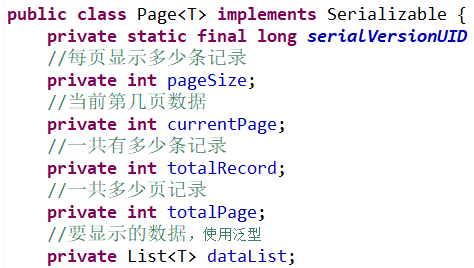 public class Page<T> implements Serializable {
private static final long serialVersionUID
//每页显示多少条记录
private int pageSize;
//当前第几页数据
private int currentPage;
//一共有多少条记录
private int totalRecord;
//一共多少页记录
private int totalPage;
//要显示的数据，使用泛型
private List<T> dataList;